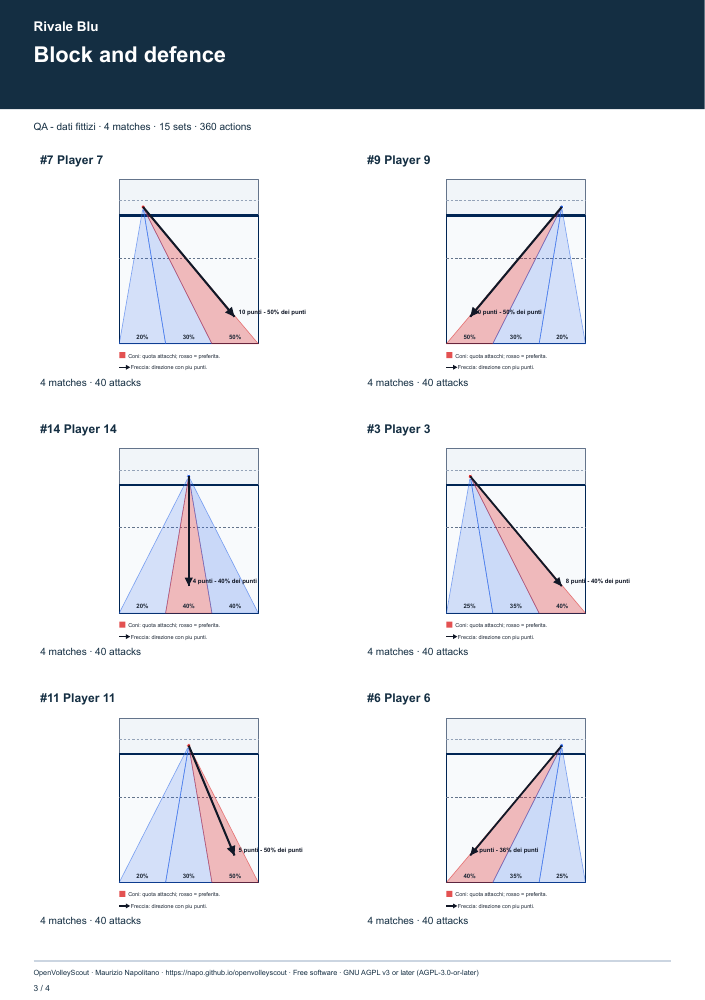 Rivale Blu
Block and defence
QA - dati fittizi · 4 matches · 15 sets · 360 actions
#7 Player 7
10 punti - 50% dei punti
20% 30% 50%
Coni: quota attacchi; rosso = preferita.
Freccia: direzione con piu punti.
4 matches · 40 attacks
#9 Player 9
punti - 50% dei punti
50% 30% 20%
Coni: quota attacchi; rosso = preferita.
Freccia: direzione con piu punti.
4 matches · 40 attacks
#14 Player 14
4 punti - 40% dei punti
20% 40% 40%
Coni: quota attacchi; rosso = preferita.
Freccia: direzione con piu punti.
4 matches · 40 attacks
#3 Player 3
8 punti - 40% dei punti
25% 35% 40%
Coni: quota attacchi; rosso = preferita.
Freccia: direzione con piu punti.
4 matches · 40 attacks
#11 Player 11
5 punti - 50% dei punti
20% 30% 50%
Coni: quota attacchi; rosso = preferita.
Freccia: direzione con piu punti.
4 matches · 40 attacks
#6 Player 6
punti - 36% dei punti
40% 35% 25%
Coni: quota attacchi; rosso = preferita.
Freccia: direzione con piu punti.
4 matches · 40 attacks
OpenVolleyScout · Maurizio Napolitano · https://napo.github.io/openvolleyscout · Free software · GNU AGPL v3 or later (AGPL-3.0-or-later)
3 / 4